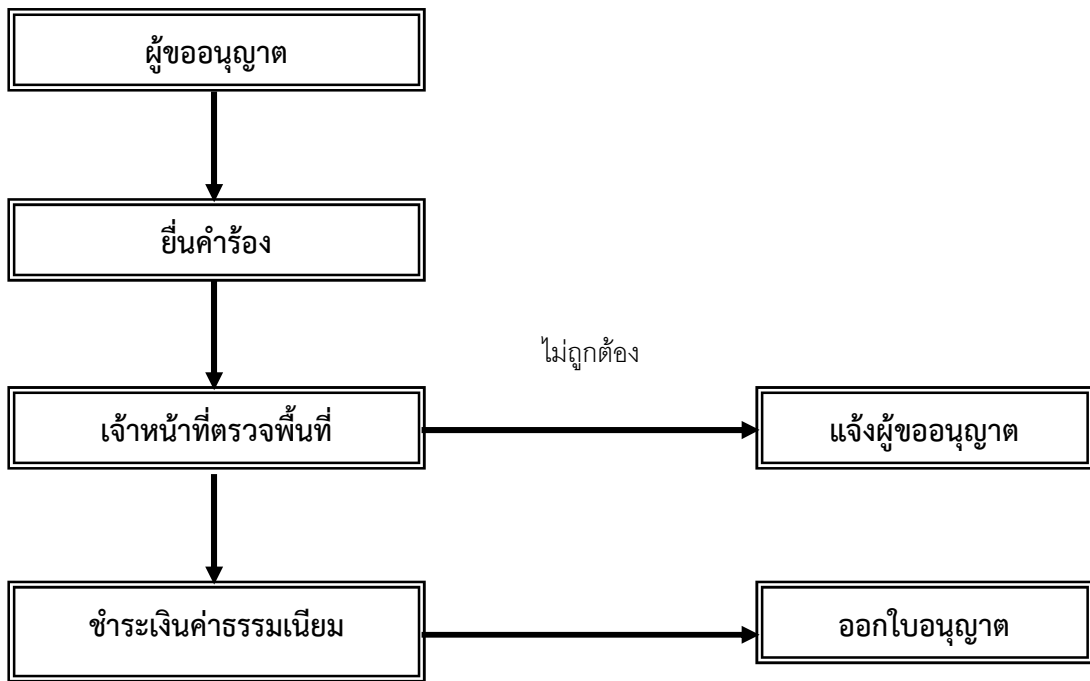 ผู้ขออนุญาต
ยื่นคำร้อง
ไม่ถูกต้อง
เจ้าหน้าที่ตรวจพื้นที่
แจ้งผู้ขออนุญาต
ชำระเงินค่าธรรมเนียม
ออกใบอนุญาต